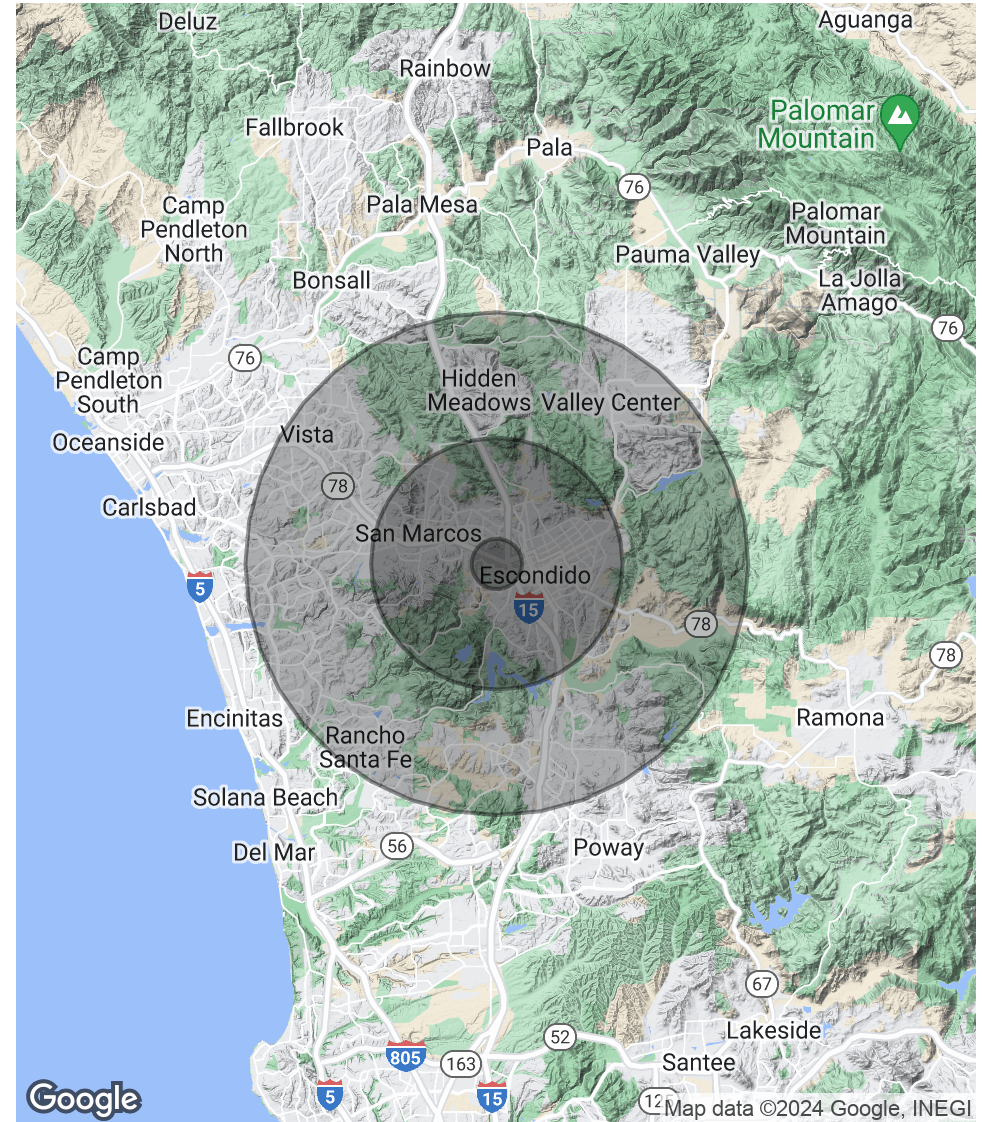 Deluz
Aguanga
Rainbow
Palomar
Mountain
Fallbrook
Pala
76
Camp
Pendleton
North
Pala Mesa
Palomar
Mountain
Pauma Valley
Bonsall
La Jolla
Amago
76
76
Camp
Pendleton
South
Hidden
Meadows
Valley Center
Oceanside
Vista
78
Carlsbad
San Marcos
Escondido
5
15
78
78
Encinitas
Ramona
Rancho
Santa Fe
Solana Beach
Del Mar
56
Poway
67
Lakeside
52
805
163
Santee
5
15
Google
Map data ©2024 Google, INEGI